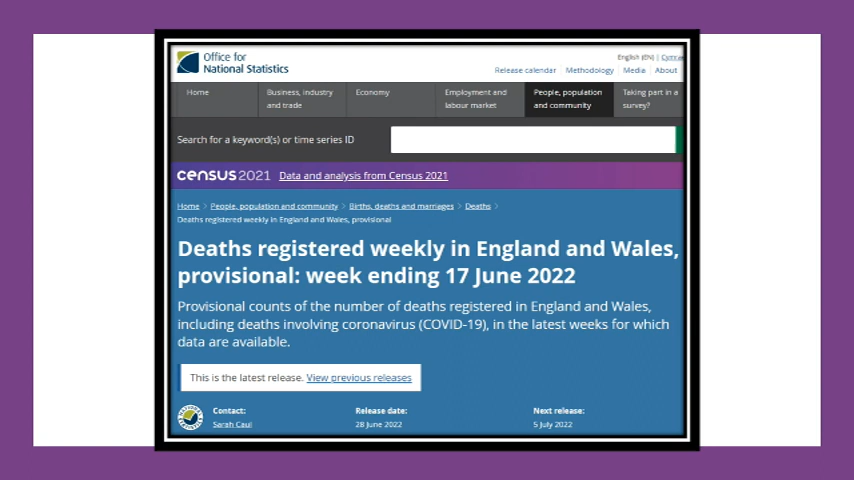 Office for
National Statistics
English (EN) |
Release calendar Methodology Media About
Home Business, industry and trade Economy Employment and labour market People, population and community Taking part in a survey?
Search for a keyword(s) or time series ID
census2021 Data and analysis from Census 2021
Home > People, population and community > Births, deaths and marriages > Deaths >
Deaths registered weekly in England and Wales, provisional
Deaths registered weekly in England and Wales,
provisional: week ending 17 June 2022
Provisional counts of the number of deaths registered in England and Wales,
including deaths involving coronavirus (COVID-19), in the latest weeks for which
data are available.
This is the latest release. View previous releases
Contact: Release date: Next release:
Sarah Caul 28 June 2022 5 July 2022